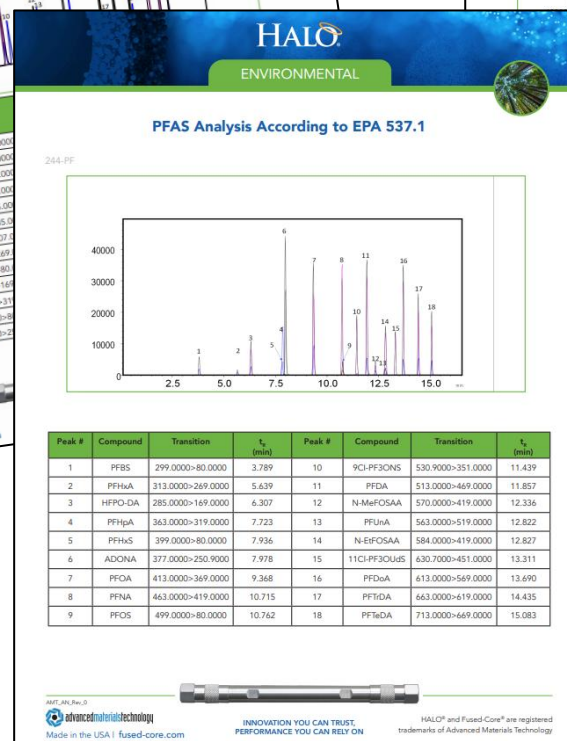 HALO®
ENVIRONMENTAL
PFAS Analysis According to EPA 537.1
244-PF
40000
30000
20000
10000
0
2.5 5.0 7.5 10.0 12.5 15.0
1 2 3 4 5 6 7 8 9 10 11 12 13 14 15 16 17 18
Peak # Compound Transition tR (min) Peak # Compound Transition tR (min)
1 PFBS 299.0000>80.0000 3.789 10 9Cl-PF3ONS 530.9000>351.0000 11.439
2 PFHxA 313.0000>269.0000 5.639 11 PFDA 513.0000>469.0000 11.857
3 HFPO-DA 285.0000>169.0000 6.307 12 N-MeFOSAA 570.0000>419.0000 12.336
4 PFHpA 363.0000>319.0000 7.723 13 PFUnA 563.0000>519.0000 12.822
5 PFHxS 399.0000>80.0000 7.936 14 N-EtFOSAA 584.0000>419.0000 12.827
6 ADONA 377.0000>250.9000 7.978 15 11Cl-PF3OUdS 630.7000>451.0000 13.311
7 PFOA 413.0000>369.0000 9.368 16 PFDoA 613.0000>569.0000 13.690
8 PFNA 463.0000>419.0000 10.715 17 PFTrDA 663.0000>619.0000 14.435
9 PFOS 499.0000>80.0000 10.762 18 PFTeDA 713.0000>669.0000 15.083
AMT_AN_Rev_0
advancedmaterialstechnology
Made in the USA | fused-core.com
INNOVATION YOU CAN TRUST,
PERFORMANCE YOU CAN RELY ON
HALO® and Fused-Core® are registered
trademarks of Advanced Materials Technology